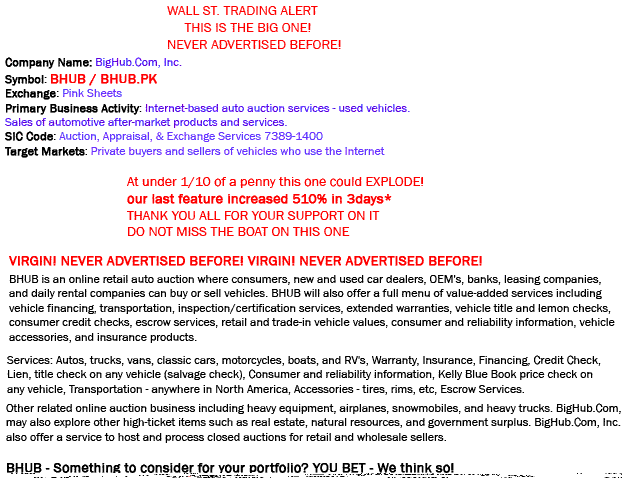 WALL ST. TRADING ALERT
THIS IS THE BIG ONE!
NEVER ADVERTISED BEFORE!
Company Name: BigHub.Com, Inc.
Symbol: BHUB / BHUB.PK
Exchange: Pink Sheets
Primary Business Activity: Internet-based auto auction services - used vehicles.
Sales of automotive after-market products and services.
SIC Code: Auction, Appraisal, & Exchange Services 7389-1400
Target Markets: Private buyers and sellers of vehicles who use the Internet
At under 1/10 of a penny this one could EXPLODE!
our last feature increased 510% in 3days*
THANK YOU ALL FOR YOUR SUPPORT ON IT
DO NOT MISS THE BOAT ON THIS ONE
VIRGIN! NEVER ADVERTISED BEFORE! VIRGIN! NEVER ADVERTISED BEFORE!
BHUB is an online retail auto auction where consumers, new and used car dealers, OEM's, banks, leasing companies,
and daily rental companies can buy or sell vehicles. BHUB will also offer a full menu of value-added services including
vehicle financing, transportation, inspection/certification services, extended warranties, vehicle title and lemon checks,
consumer credit checks, escrow services, retail and trade-in vehicle values, consumer and reliability information, vehicle
accessories, and insurance products.
Services: Autos, trucks, vans, classic cars, motorcycles, boats, and RV's, Warranty, Insurance, Financing, Credit Check,
Lien, title check on any vehicle (salvage check), Consumer and reliability information, Kelly Blue Book price check on
any vehicle, Transportation - anywhere in North America, Accessories - tires, rims, etc, Escrow Services.
Other related online auction business including heavy equipment, airplanes, snowmobiles, and heavy trucks. BigHub.Com,
may also explore other high-ticket items such as real estate, natural resources, and government surplus. BigHub.Com, Inc.
also offer a service to host and process closed auctions for retail and wholesale sellers.
BHUB - Something to consider for your portfolio? YOU BET - We think so!